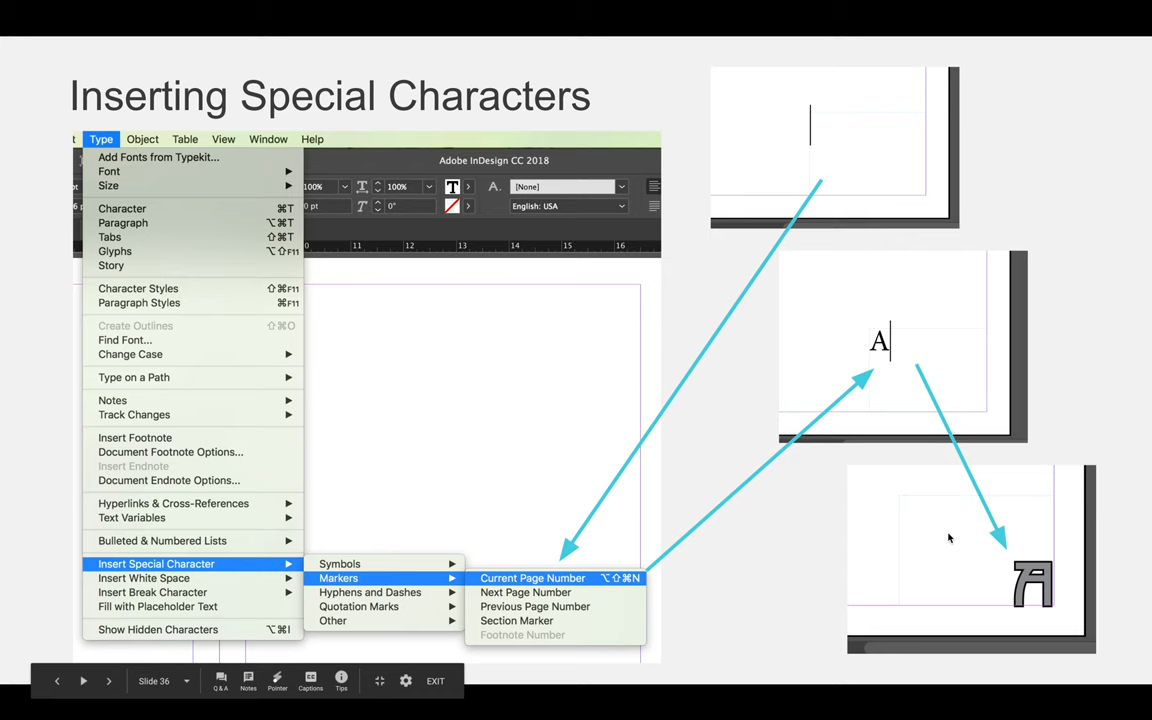 Inserting Special Characters
t Type Object Table View Window Help
Adobe InDesign CC 2018
Add Fonts from Typekit...
Font
Size
Character ⌘T
Paragraph ⌥⌘T
Tabs ⇧⌘T
Glyphs ⌥⇧F11
Story
Character Styles ⇧⌘F11
Paragraph Styles ⌘F11
Create Outlines ⇧⌘O
Find Font...
Change Case
Type on a Path
Notes
Track Changes
Insert Footnote
Document Footnote Options...
Insert Endnote
Document Endnote Options...
Hyperlinks & Cross-References
Text Variables
Bulleted & Numbered Lists
Insert Special Character
Insert White Space
Insert Break Character
Fill with Placeholder Text
Show Hidden Characters ⌥⌘I
100% T 100% T A. [None]
0 pt T 0° English: USA
11 12 13 14 15 16
Symbols
Markers
Hyphens and Dashes
Quotation Marks
Other
Current Page Number ⌥⇧⌘N
Next Page Number
Previous Page Number
Section Marker
Footnote Number
A
A
Slide 36 Q & A Notes Pointer Captions Tips EXIT